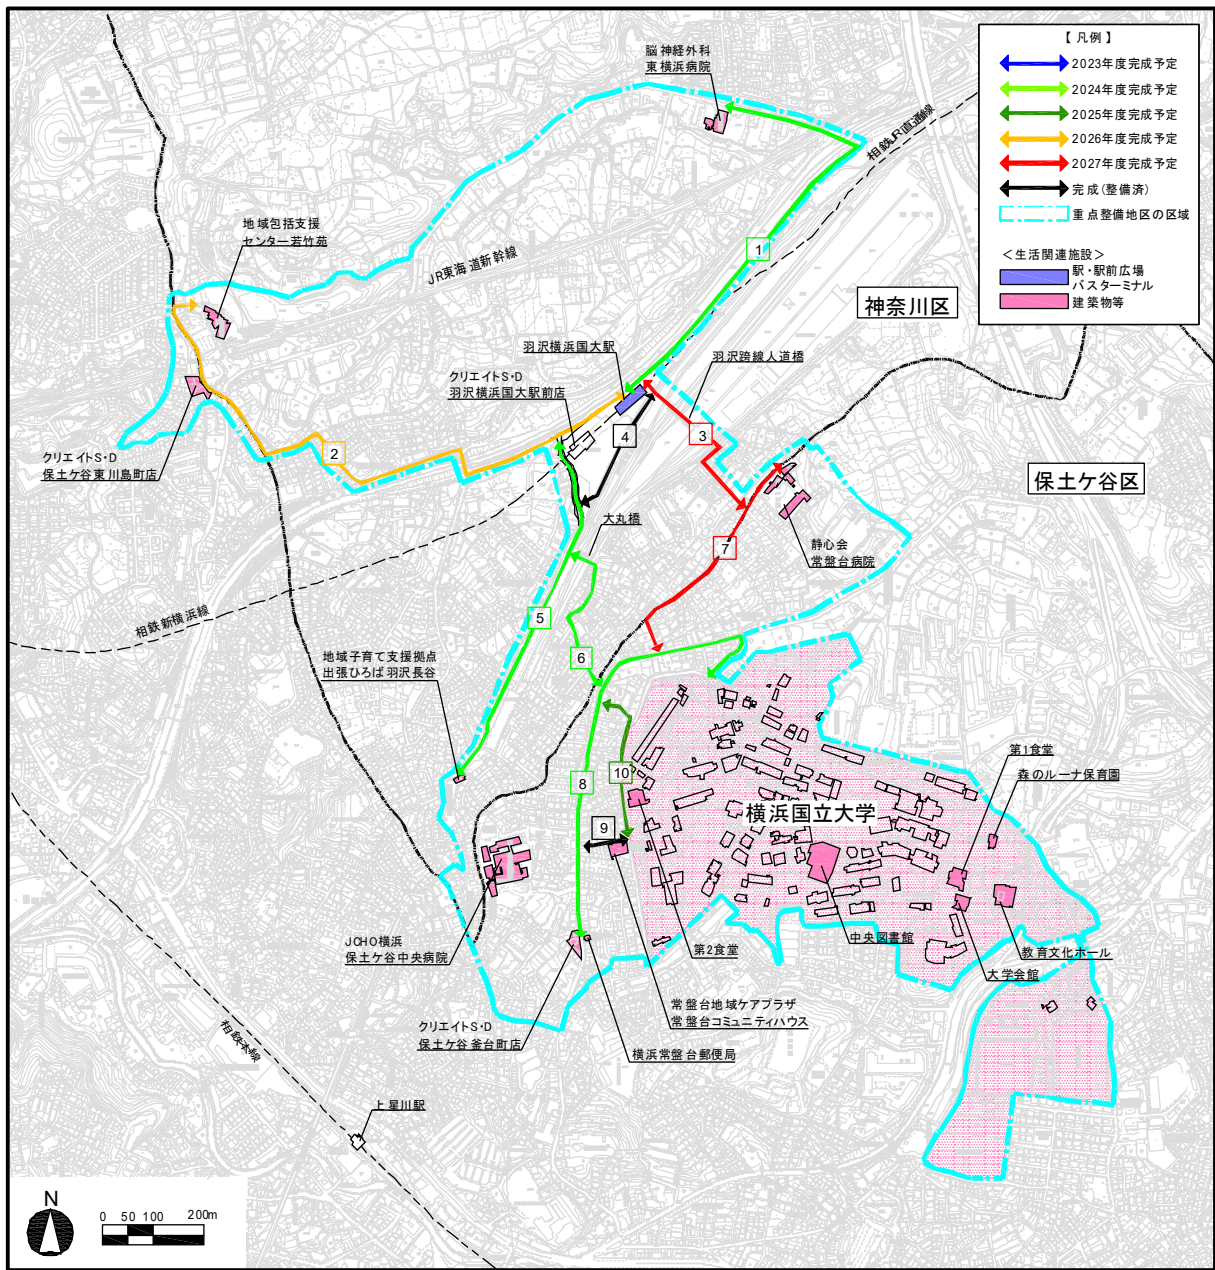 【 凡例 】
2023年度完成予定
2024年度完成予定
2025年度完成予定
2026年度完成予定
2027年度完成予定
完成(整備済)
重点整備地区の区域
＜生活関連施設＞
駅・駅前広場
バスターミナル
建築物等
脳神経外科
東横浜病院
相鉄JR直通線
地域包括支援
センター若竹苑
JR東海道新幹線
1
神奈川区
羽沢横浜国大駅
羽沢跨線人道橋
クリエイトS・D
羽沢横浜国大駅前店
4
3
2
クリエイトS・D
保土ケ谷東川島町店
保土ケ谷区
大丸橋
7
静心会
常盤台病院
相鉄新横浜線
5
6
地域子育て支援拠点
出張ひろば羽沢長谷
第1食堂
森のルーナ保育園
10
8
横浜国立大学
9
JCHO横浜
保土ケ谷中央病院
第2食堂
中央図書館
教育文化ホール
大学会館
常盤台地域ケアプラザ
常盤台コミュニティハウス
クリエイトS・D
保土ケ谷釜台町店
横浜常盤台郵便局
相鉄本線
上星川駅
N
0 50 100 200m